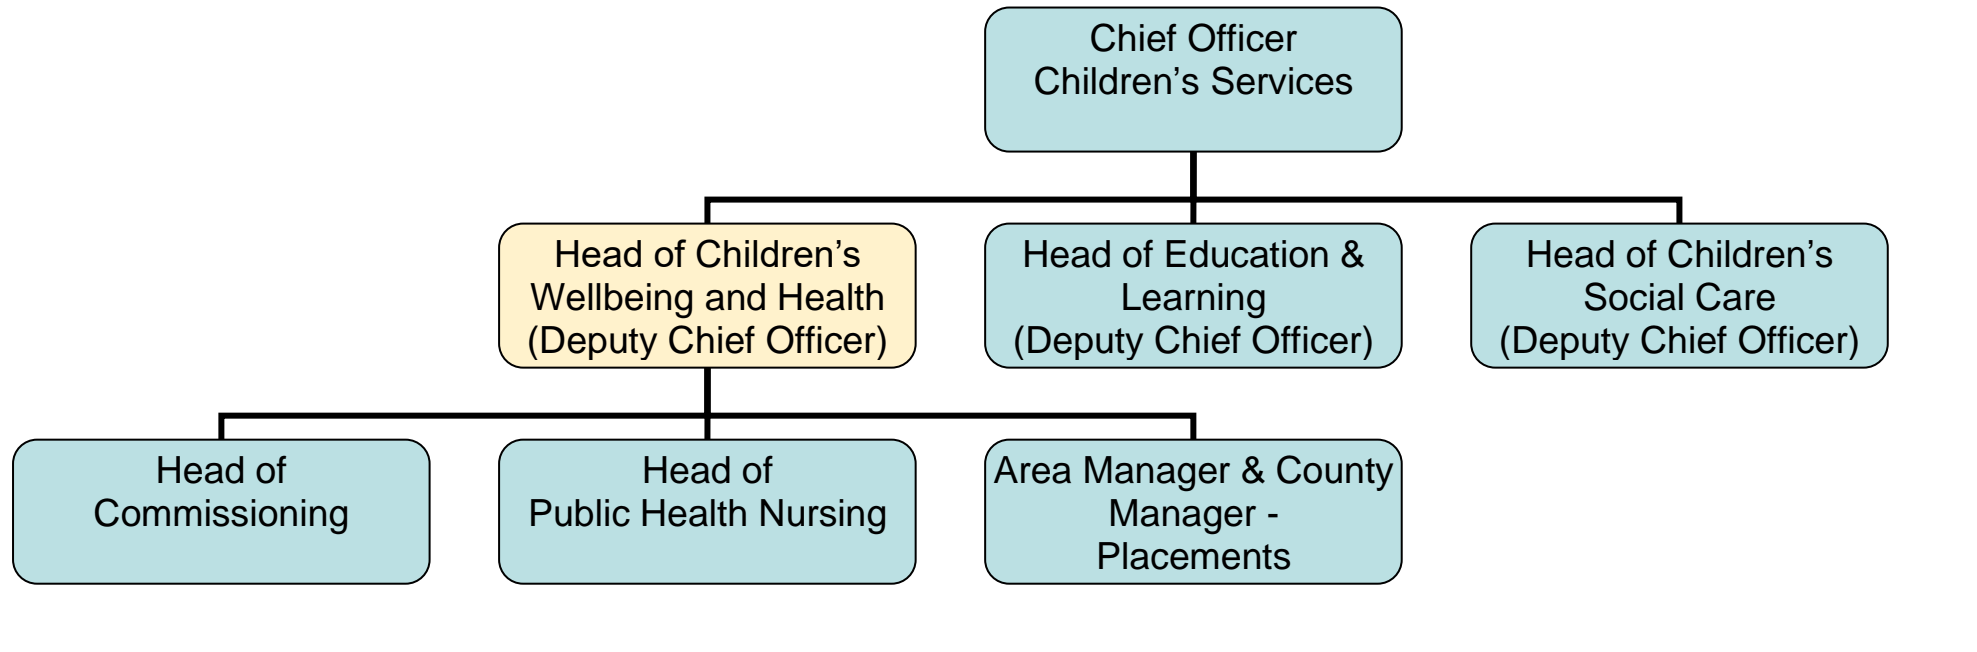 Chief Officer
Children’s Services
Head of Children’s
Wellbeing and Health
(Deputy Chief Officer)
Head of Education &
Learning
(Deputy Chief Officer)
Head of Children’s
Social Care
(Deputy Chief Officer)
Head of
Commissioning
Head of
Public Health Nursing
Area Manager & County
Manager -
Placements